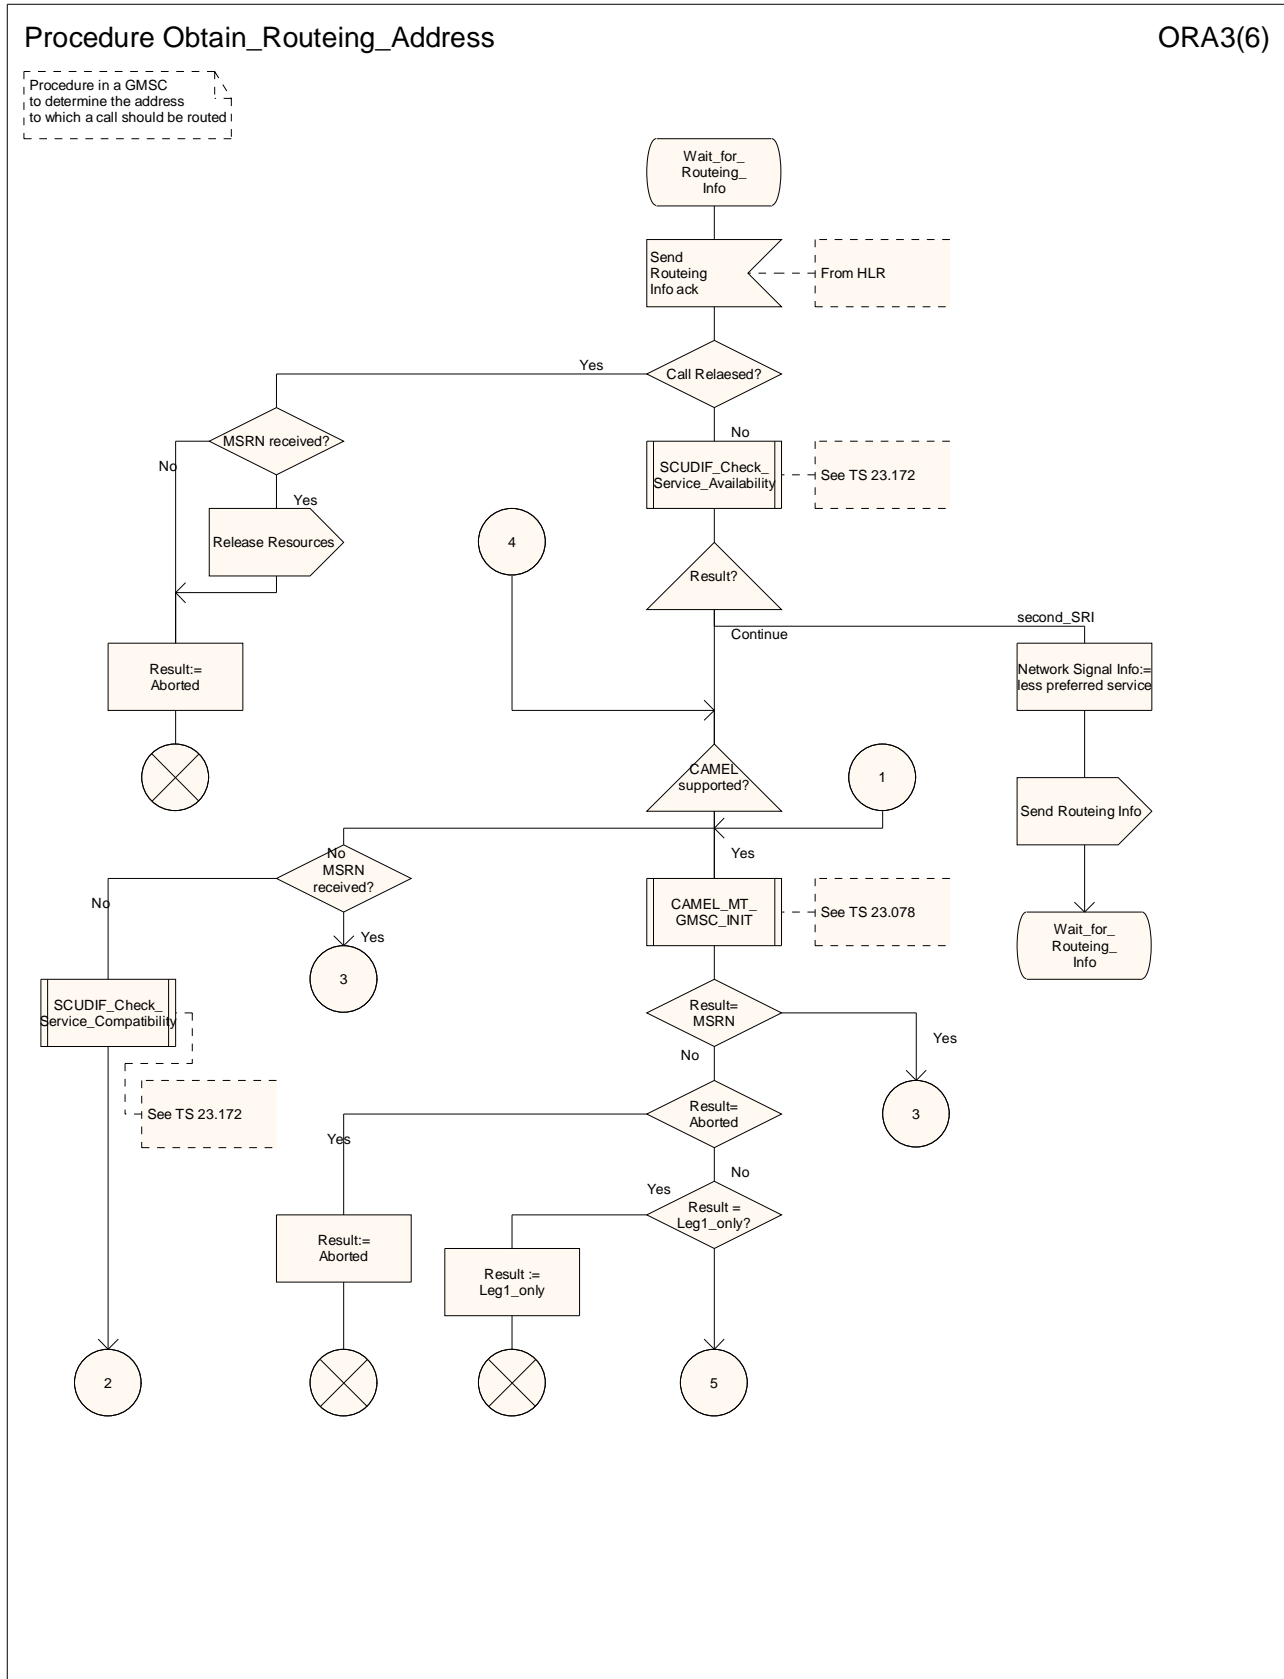 Procedure Obtain_Routeing_Address
ORA3(6)
Procedure in a GMSC
to determine the address
to which a call should be routed
Wait_for_
Routeing_
Info
Send
Routeing
Info ack
From HLR
Yes
Call Relaesed?
MSRN received?
No
No
SCUDIF_Check_
Service_Availability
See TS 23.172
Yes
Release Resources
4
Result?
second_SRI
Continue
Result:=
Aborted
Network Signal Info:=
less preferred service
CAMEL
supported?
1
Send Routeing Info
No
MSRN
received?
Yes
No
CAMEL_MT_
GMSC_INIT
See TS 23.078
Yes
3
Wait_for_
Routeing_
Info
SCUDIF_Check_
Service_Compatibility
Result=
MSRN
Yes
No
See TS 23.172
Result=
Aborted
3
Yes
No
Yes
Result =
Leg1_only?
Result:=
Aborted
Result :=
Leg1_only
2
5